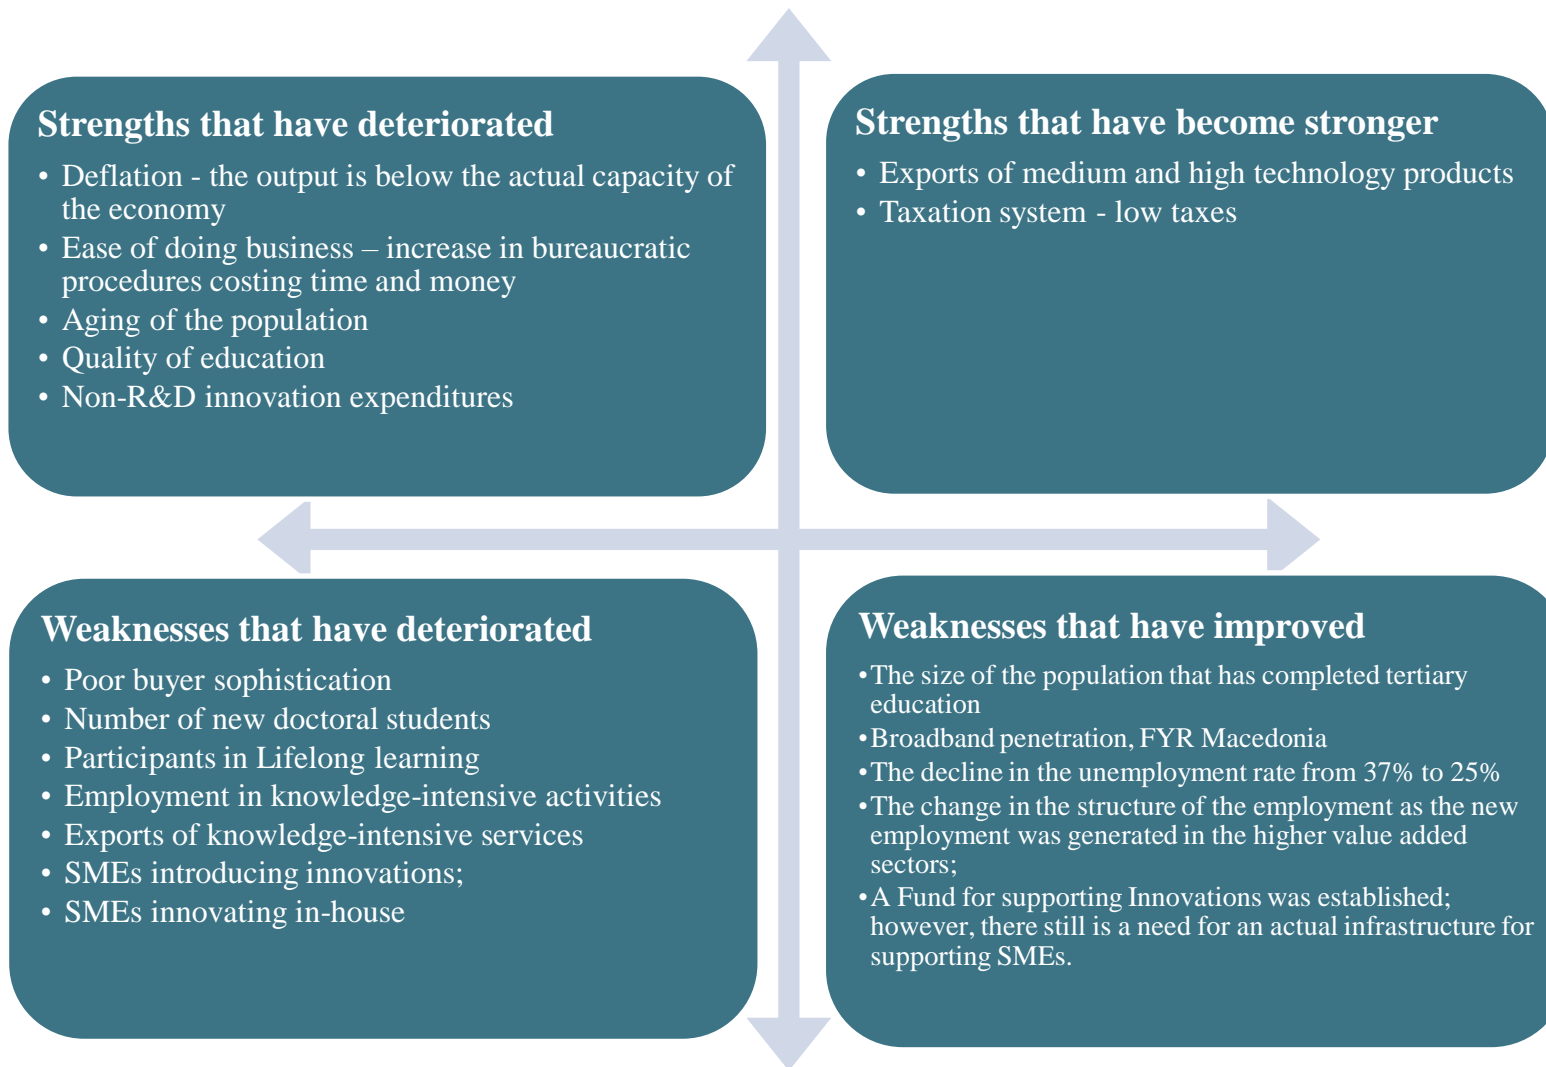 Strengths that have deteriorated
• Deflation - the output is below the actual capacity of
the economy
• Ease of doing business – increase in bureaucratic
procedures costing time and money
• Aging of the population
• Quality of education
• Non-R&D innovation expenditures
Strengths that have become stronger
• Exports of medium and high technology products
• Taxation system - low taxes
Weaknesses that have deteriorated
• Poor buyer sophistication
• Number of new doctoral students
• Participants in Lifelong learning
• Employment in knowledge-intensive activities
• Exports of knowledge-intensive services
• SMEs introducing innovations;
• SMEs innovating in-house
Weaknesses that have improved
•The size of the population that has completed tertiary
education
•Broadband penetration, FYR Macedonia
•The decline in the unemployment rate from 37% to 25%
•The change in the structure of the employment as the new
employment was generated in the higher value added
sectors;
•A Fund for supporting Innovations was established;
however, there still is a need for an actual infrastructure for
supporting SMEs.